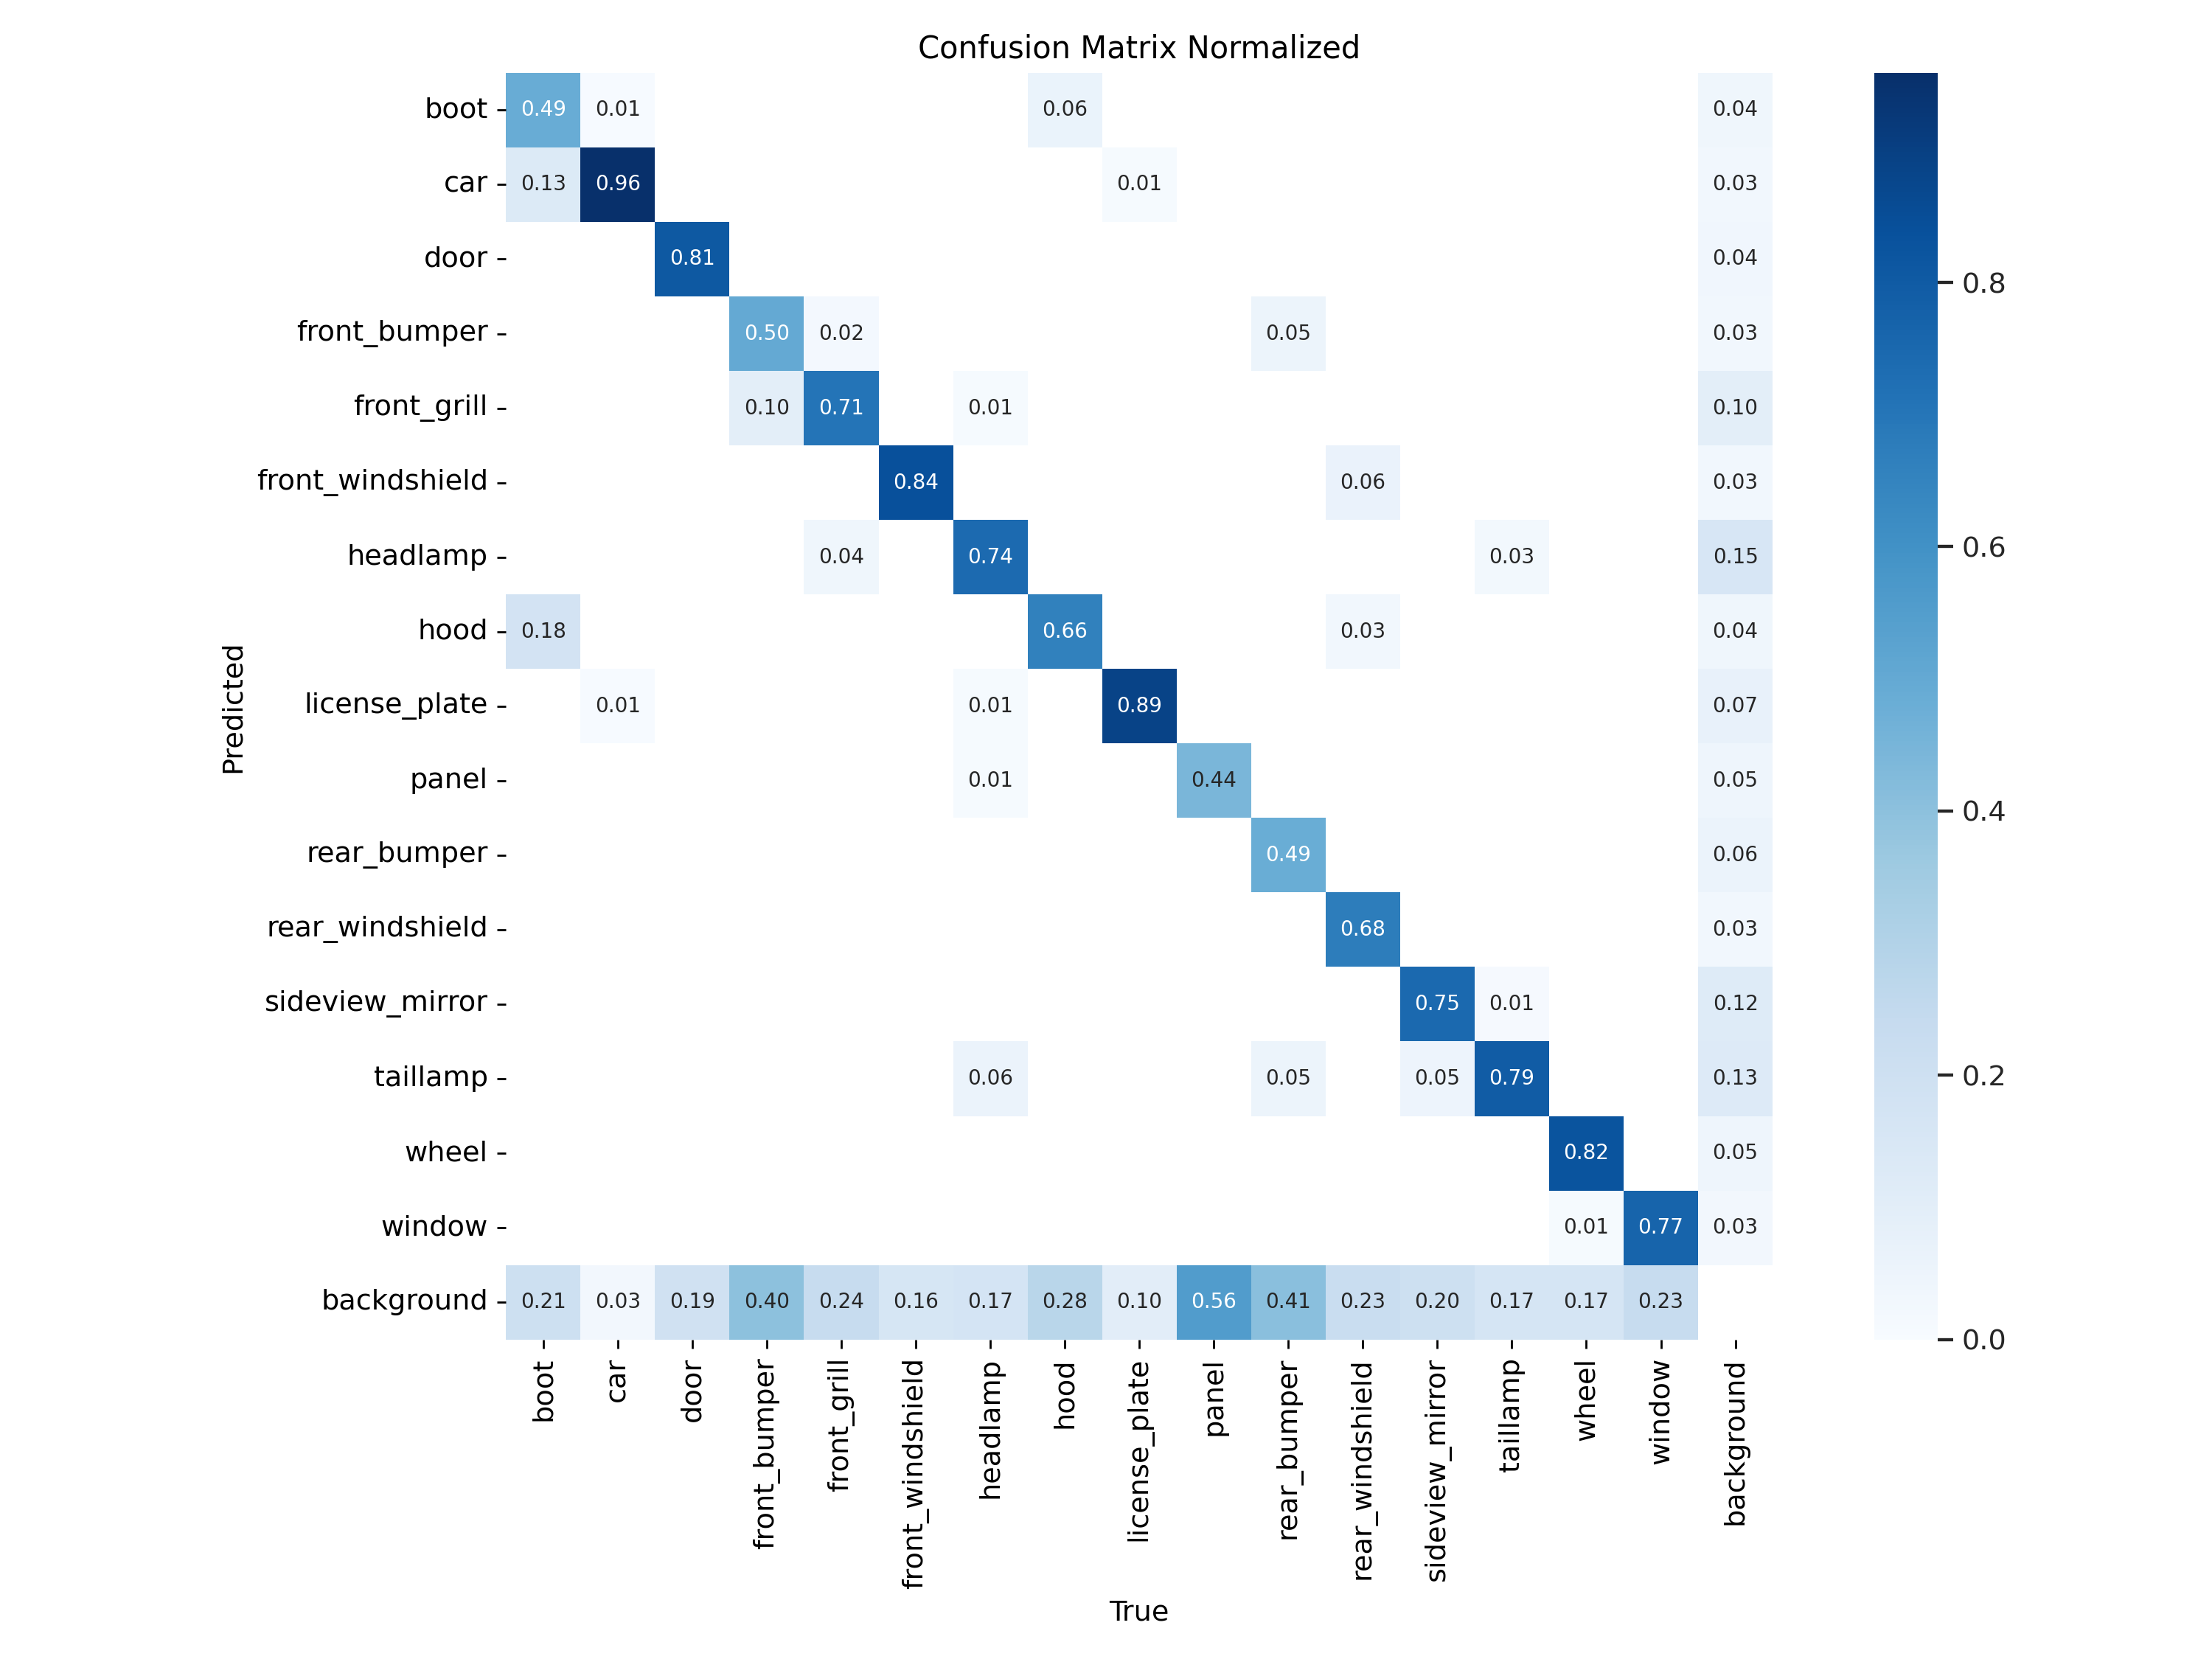 Confusion Matrix Normalized
boot 0.49 0.01 0.06 0.04
car 0.13 0.96 0.01 0.03
door 0.81 0.04
front_bumper 0.50 0.02 0.05 0.03
front_grill 0.10 0.71 0.01 0.10
front_windshield 0.84 0.06 0.03
headlamp 0.04 0.74 0.03 0.15
hood 0.18 0.66 0.03 0.04
license_plate 0.01 0.01 0.89 0.07
panel 0.01 0.44 0.05
rear_bumper 0.49 0.06
rear_windshield 0.68 0.03
sideview_mirror 0.75 0.01 0.12
taillamp 0.06 0.05 0.05 0.79 0.13
wheel 0.82 0.05
window 0.01 0.77 0.03
background 0.21 0.03 0.19 0.40 0.24 0.16 0.17 0.28 0.10 0.56 0.41 0.23 0.20 0.17 0.17 0.23
Predicted
boot
car
door
front_bumper
front_grill
front_windshield
headlamp
hood
license_plate
panel
rear_bumper
rear_windshield
sideview_mirror
taillamp
wheel
window
background
True
0.8
0.6
0.4
0.2
0.0